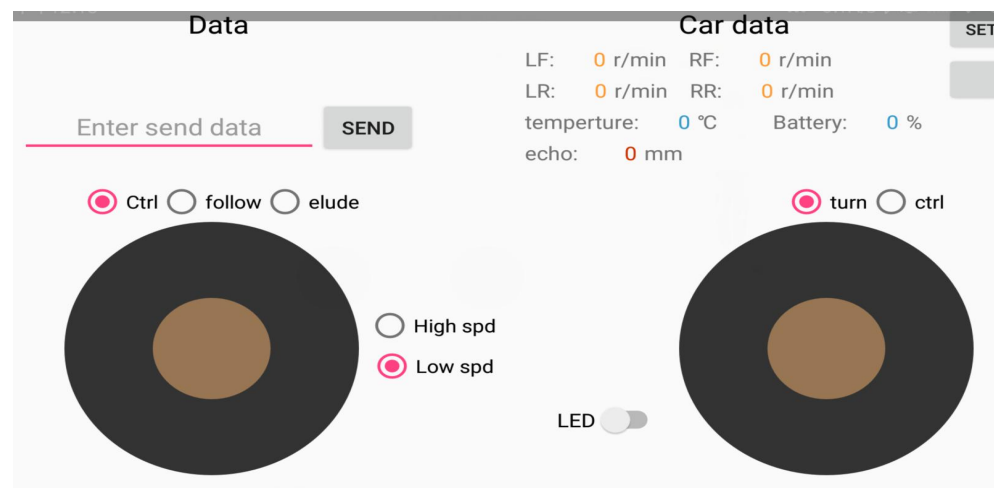 Data
Car data
SET
LF: 0 r/min RF: 0 r/min
LR: 0 r/min RR: 0 r/min
Enter send data SEND
temperture: 0 ℃ Battery: 0 %
echo: 0 mm
Ctrl follow elude
turn ctrl
High spd
Low spd
LED